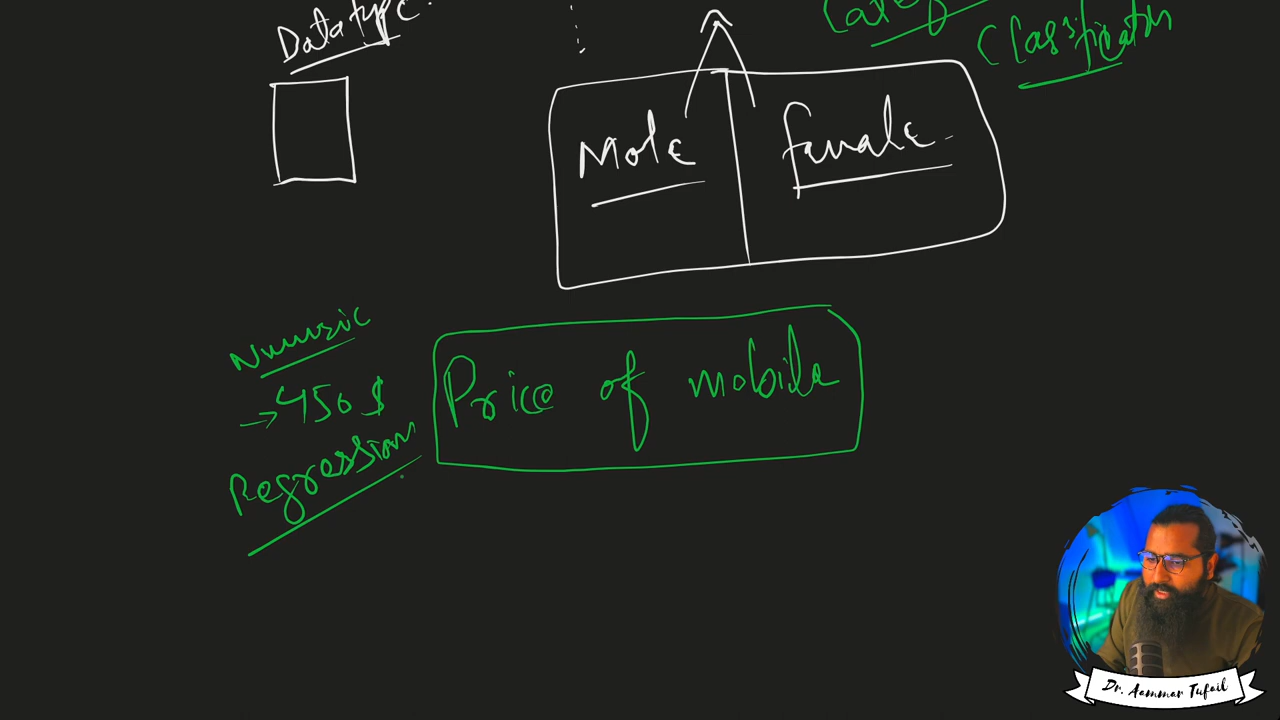 Datatype.
Classification
Male
female.
Numeric
→ 450 $
Regression
Price of mobile
Dr. Aammar Tufail